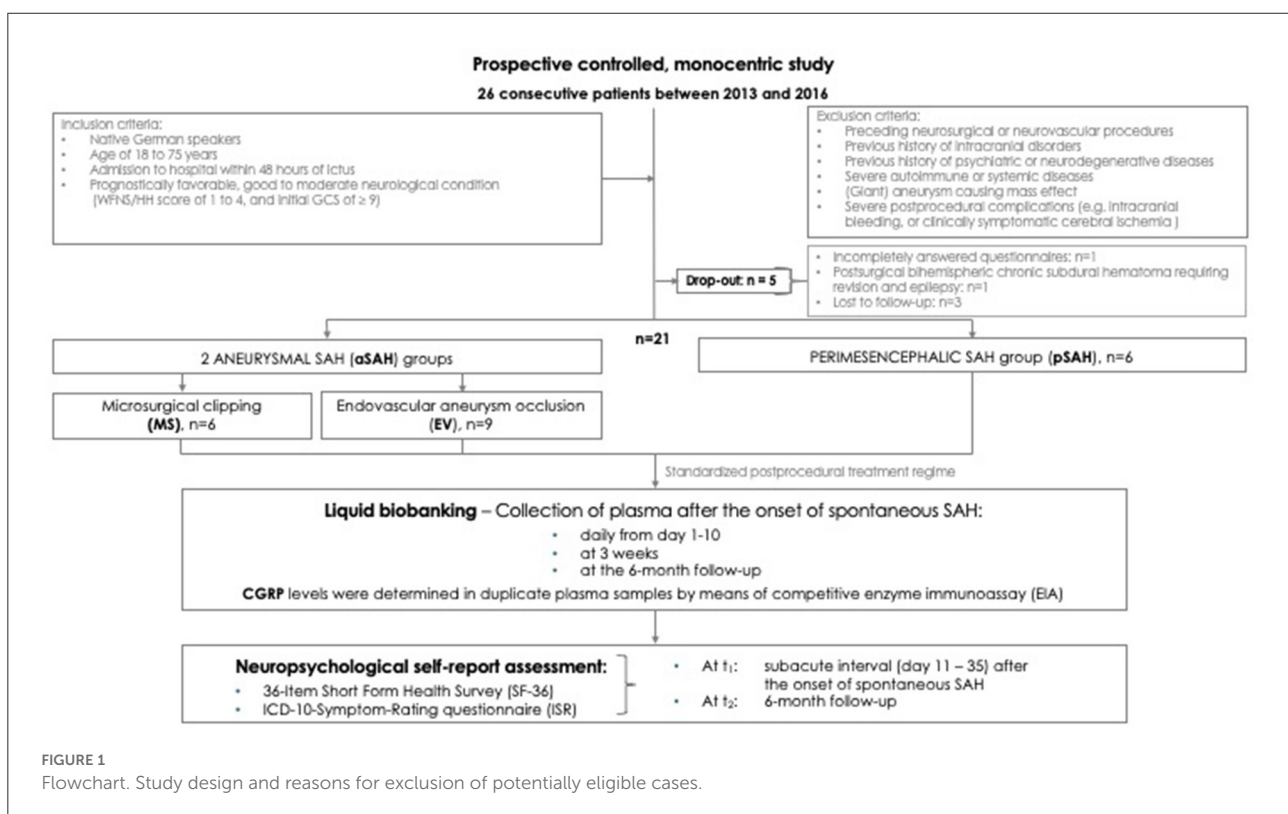 Prospective controlled, monocentric study
26 consecutive patients between 2013 and 2016
Inclusion criteria:
• Native German speakers
• Age of 18 to 75 years
• Admission to hospital within 48 hours of Ictus
• Prognostically favorable, good to moderate neurological condition
(WFNS/HH score of 1 to 4, and initial GCS of ≥ 9)
Exclusion criteria:
• Preceding neurosurgical or neurovascular procedures
• Previous history of intracranial disorders
• Previous history of psychiatric or neurodegenerative diseases
• Severe autoimmune or systemic diseases
• (Giant) aneurysm causing mass effect
• Severe postprocedural complications (e.g. intracranial
bleeding, or clinically symptomatic cerebral ischemia )
Drop-out: n = 5
• Incompletely answered questionnaires: n=1
• Postsurgical bihemispheric chronic subdural hematoma requiring
revision and epilepsy: n=1
• Lost to follow-up: n=3
n=21
2 ANEURYSMAL SAH (aSAH) groups
PERIMESENCEPHALIC SAH group (pSAH), n=6
Microsurgical clipping
(MS), n=6
Endovascular aneurysm occlusion
(EV), n=9
Standardized postprocedural treatment regime
Liquid biobanking – Collection of plasma after the onset of spontaneous SAH:
• daily from day 1-10
• at 3 weeks
• at the 6-month follow-up
CGRP levels were determined in duplicate plasma samples by means of competitive enzyme immunoassay (EIA)
Neuropsychological self-report assessment:
• 36-Item Short Form Health Survey (SF-36)
• ICD-10-Symptom-Rating questionnaire (ISR)
• At t₁: subacute interval (day 11 – 35) after
the onset of spontaneous SAH
• At t₂: 6-month follow-up
FIGURE 1
Flowchart. Study design and reasons for exclusion of potentially eligible cases.